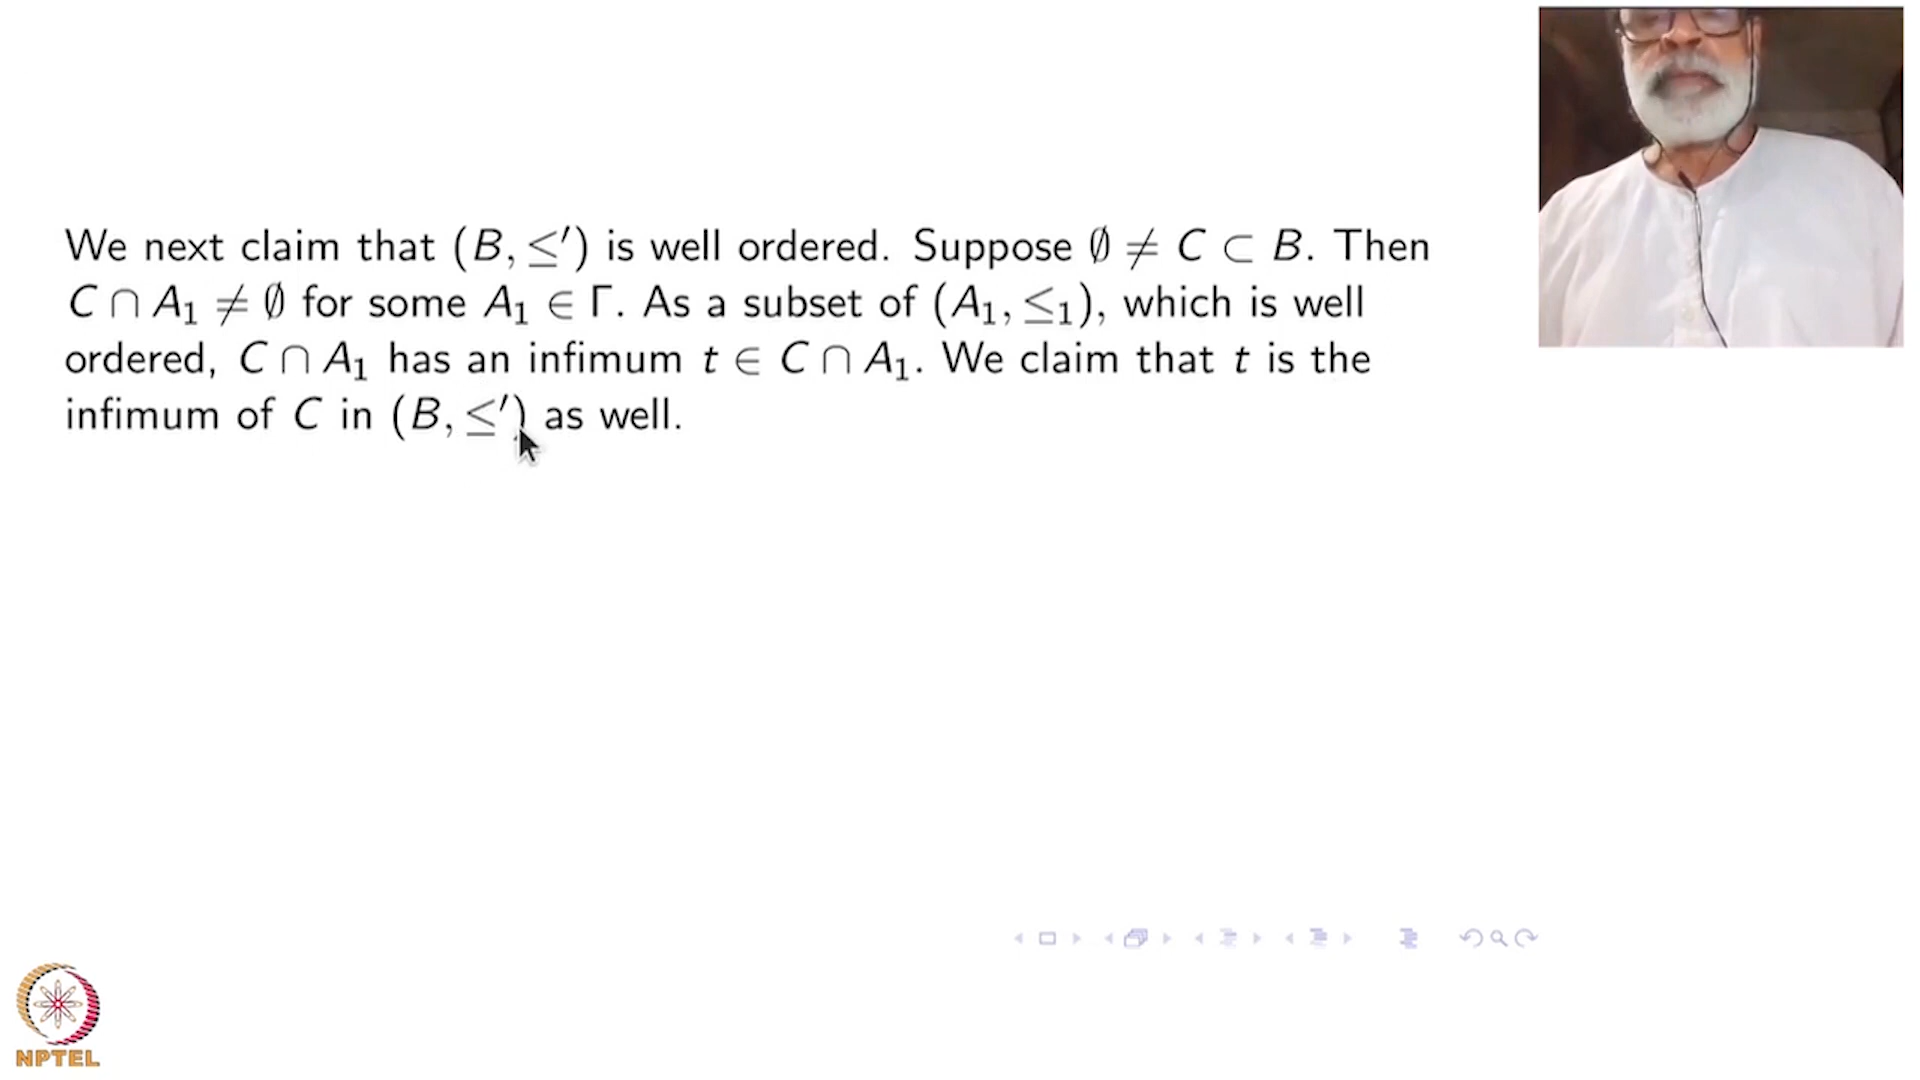 We next claim that (B, ≤′) is well ordered. Suppose ∅ ≠ C ⊂ B. Then
C ∩ A₁ ≠ ∅ for some A₁ ∈ Γ. As a subset of (A₁, ≤₁), which is well
ordered, C ∩ A₁ has an infimum t ∈ C ∩ A₁. We claim that t is the
infimum of C in (B, ≤′) as well.
NPTEL